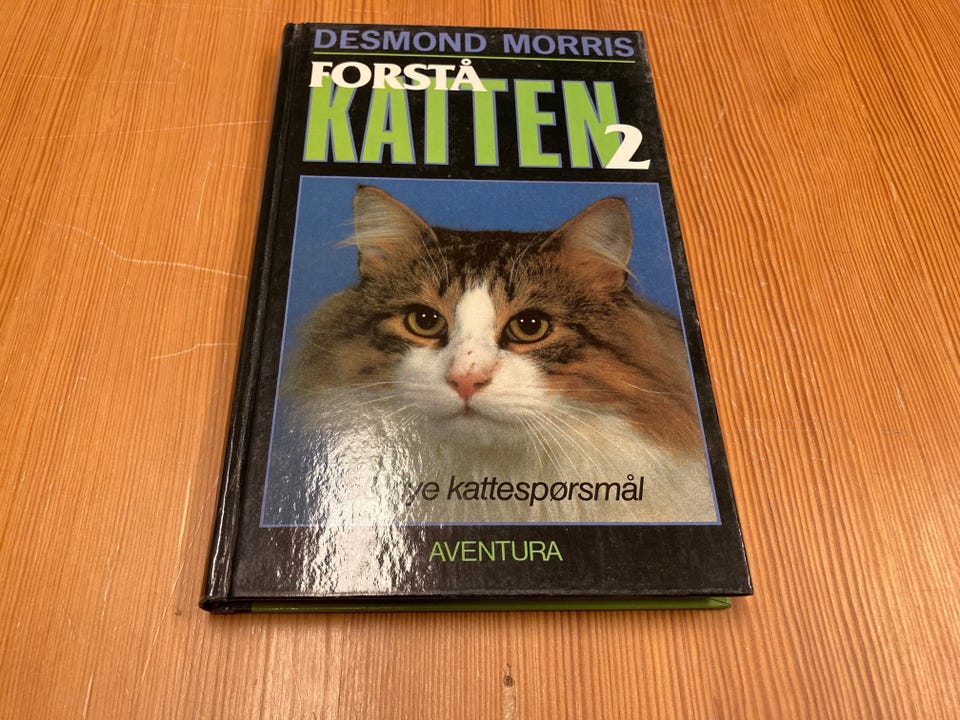 DESMOND MORRIS
FORSTÅ
KATTEN 2
kattespørsmål
AVENTURA